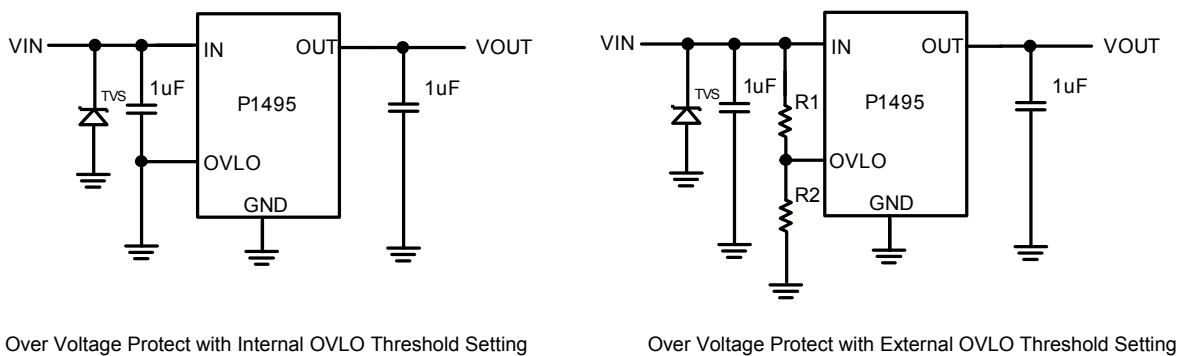 VIN
IN
OUT
VOUT
TVS
1uF
P1495
1uF
OVLO
GND
Over Voltage Protect with Internal OVLO Threshold Setting
VIN
IN
OUT
VOUT
TVS
1uF
R1
P1495
1uF
OVLO
R2
GND
Over Voltage Protect with External OVLO Threshold Setting